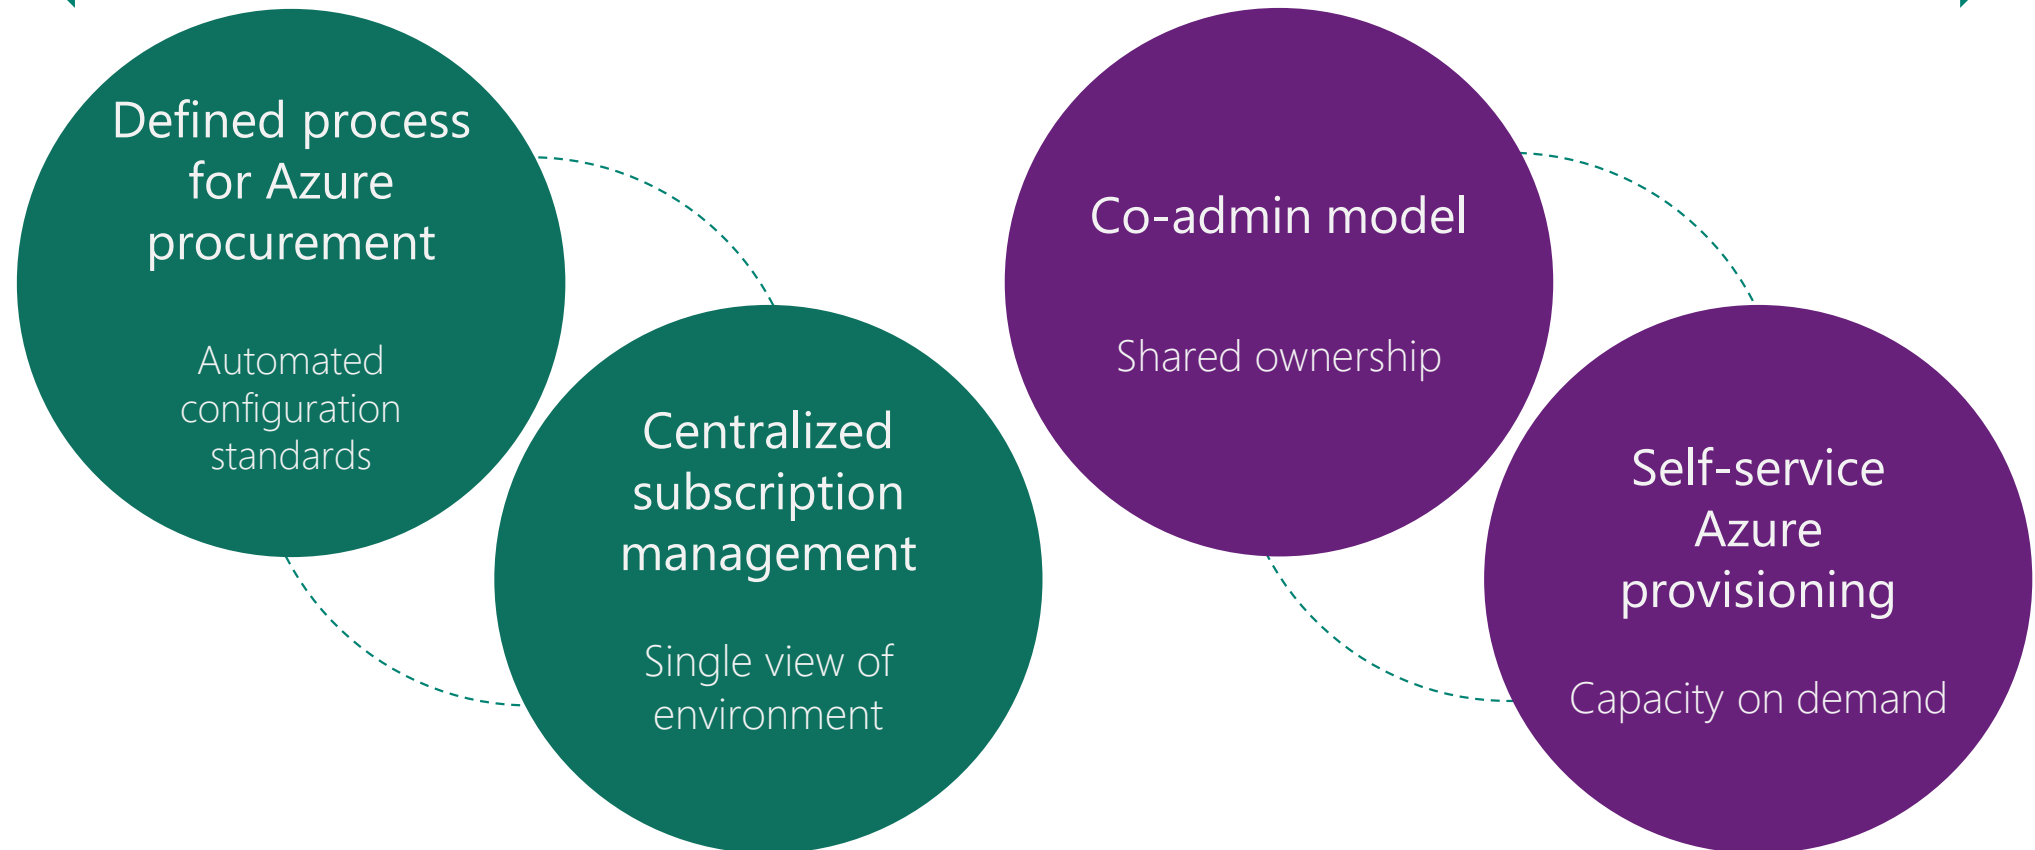 Defined process
for Azure
procurement
Automated
configuration
standards
Centralized
subscription
management
Single view of
environment
Co-admin model
Shared ownership
Self-service
Azure
provisioning
Capacity on demand